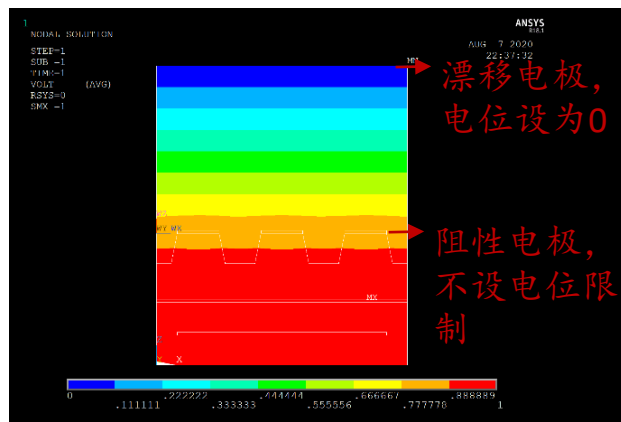 1
NODAL SOLUTION
ANSYS
R18.1
STEP=1
SUB =1
TIME=1
VOLT (AVG)
RSYS=0
SMX =1
AUG 7 2020
22:37:32
MN
漂移电极，
电位设为0
阻性电极，
不设电位限
制
MX
Y X
0 .222222 .444444 .666667 .888889
.111111 .333333 .555556 .777778 1